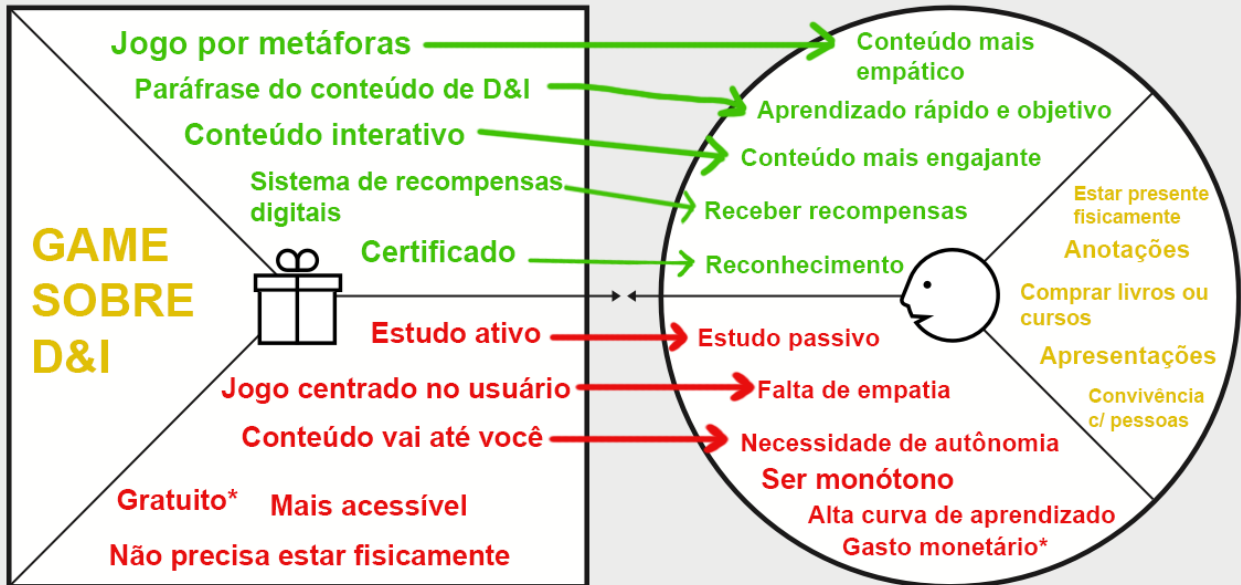 Jogo por metáforas
Paráfrase do conteúdo de D&I
Conteúdo interativo
Sistema de recompensas
digitais
Certificado
GAME
SOBRE
D&I
Estudo ativo
Jogo centrado no usuário
Conteúdo vai até você
Gratuito*
Mais acessível
Não precisa estar fisicamente
Conteúdo mais
empático
Aprendizado rápido e objetivo
Conteúdo mais engajante
Receber recompensas
Reconhecimento
Estar presente
fisicamente
Anotações
Comprar livros ou
cursos
Apresentações
Convivência
c/ pessoas
Estudo passivo
Falta de empatia
Necessidade de autônomia
Ser monótono
Alta curva de aprendizado
Gasto monetário*